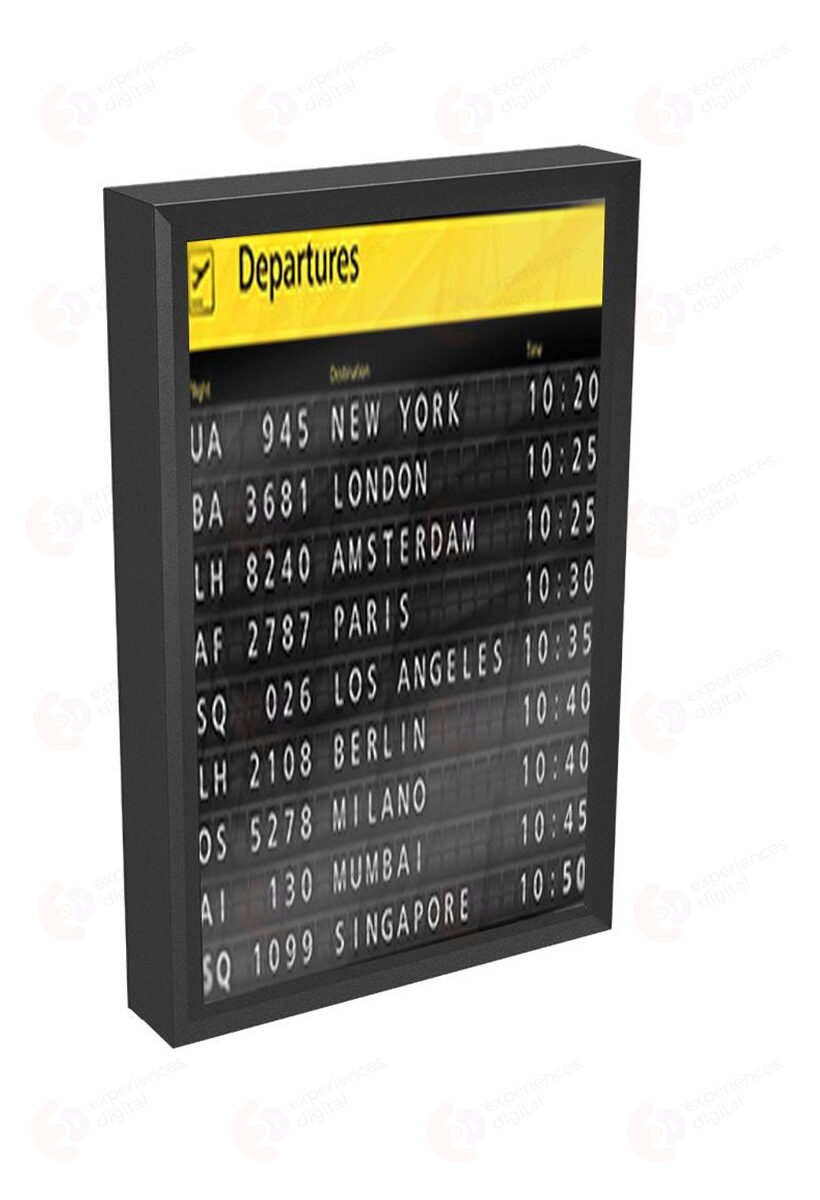 Departures
Flight Destination Time
UA 945 NEW YORK 10:20
BA 3681 LONDON 10:25
LH 8240 AMSTERDAM 10:25
AF 2787 PARIS 10:30
SQ 026 LOS ANGELES 10:35
LH 2108 BERLIN 10:40
OS 5278 MILANO 10:40
AI 130 MUMBAI 10:45
SQ 1099 SINGAPORE 10:50
experiences digital